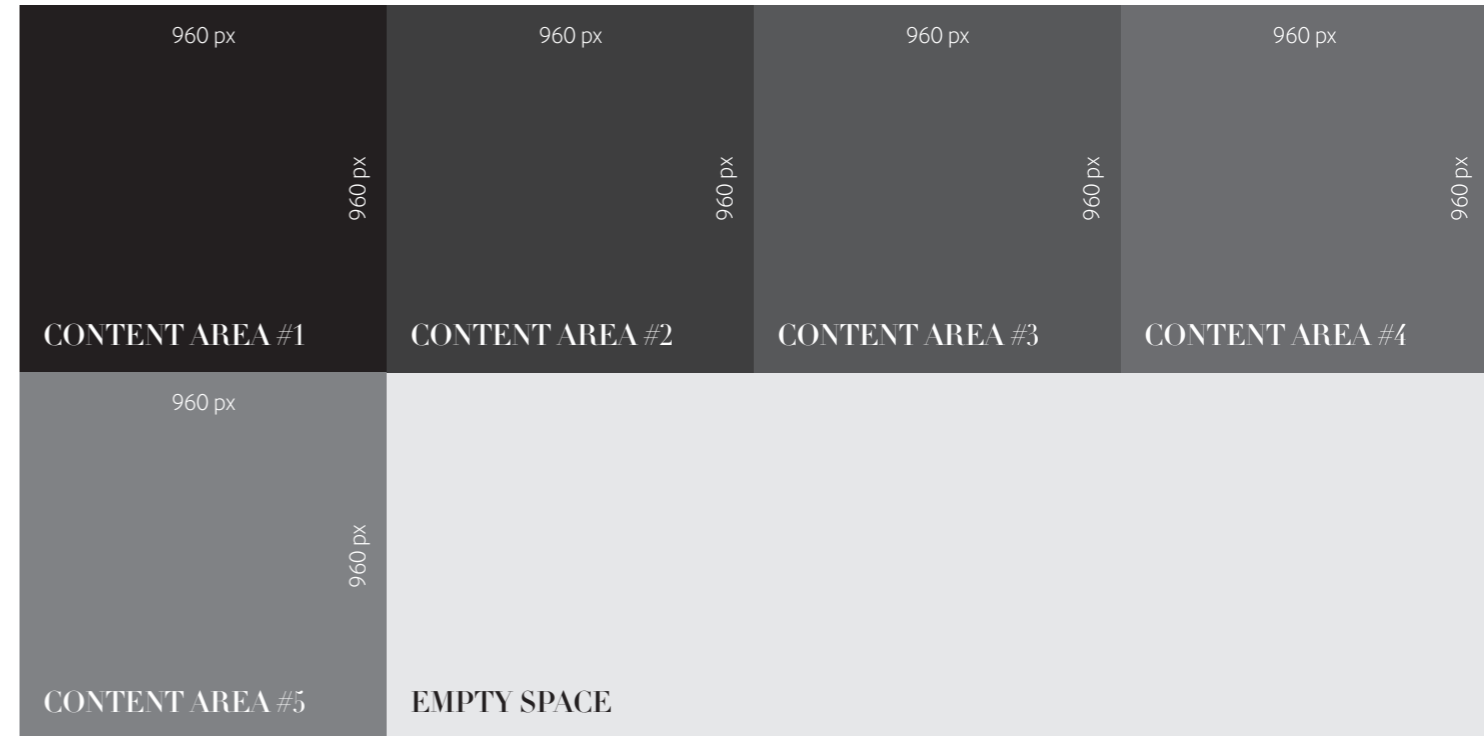 960 px
960 px
960 px
960 px
960 px
960 px
960 px
960 px
CONTENT AREA #1
CONTENT AREA #2
CONTENT AREA #3
CONTENT AREA #4
960 px
960 px
CONTENT AREA #5
EMPTY SPACE